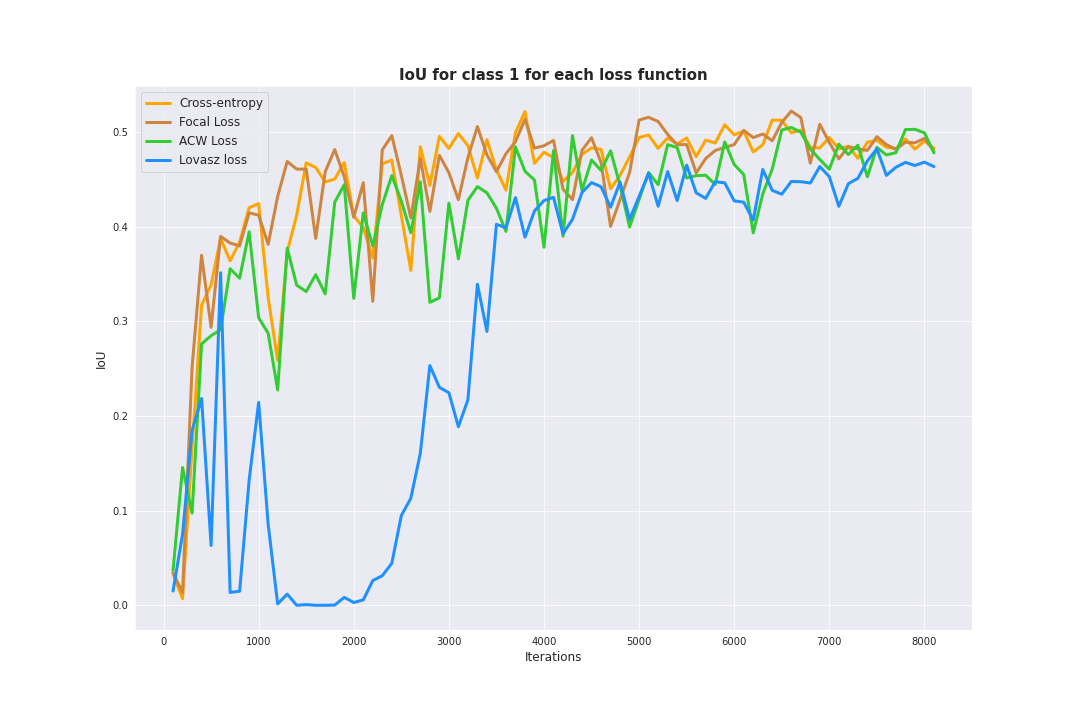 IoU for class 1 for each loss function
Cross-entropy
Focal Loss
ACW Loss
Lovasz loss
IoU
0.5
0.4
0.3
0.2
0.1
0.0
0 1000 2000 3000 4000 5000 6000 7000 8000
Iterations